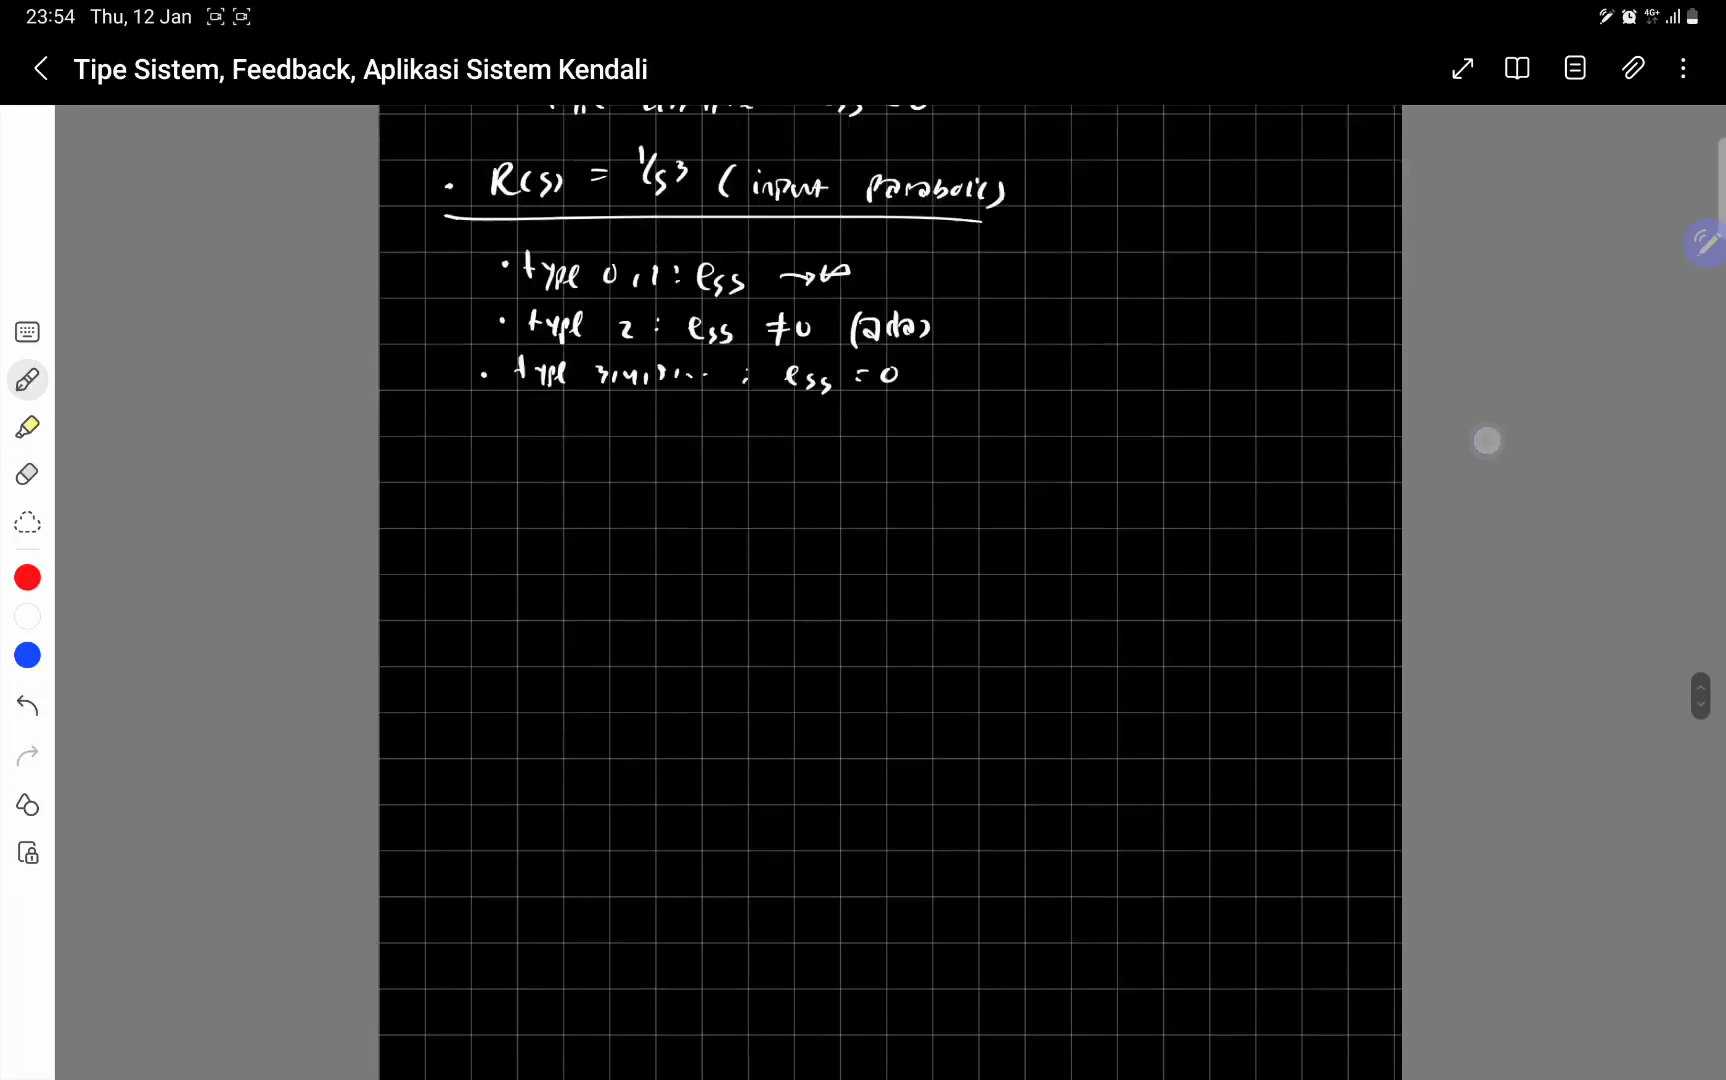 23:54 Thu, 12 Jan
4G+
Tipe Sistem, Feedback, Aplikasi Sistem Kendali
• R(s) = 1/s³ (input parabolic)
• type 0,1 : ess → ∞
• type 2 : ess ≠ 0 (ada)
• type 3,4,5,... : ess = 0